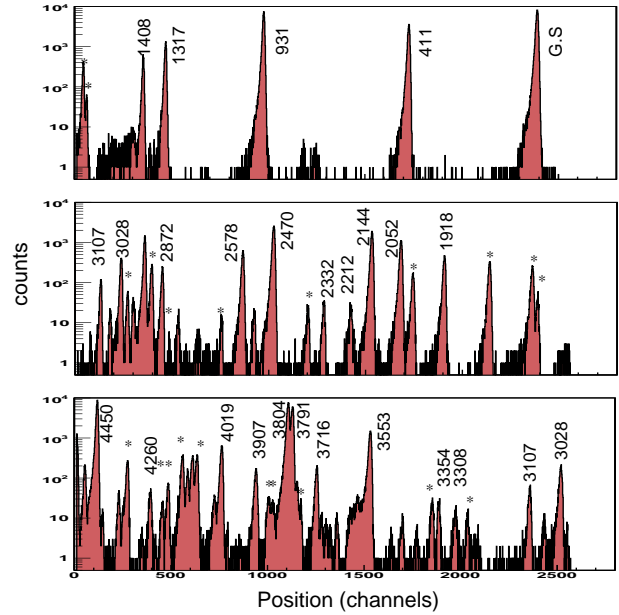 10⁴
10³
10²
10
1
* * 1408 1317 931 411 G.S
10⁴
10³
10²
10
1
3107 3028 * * 2872 * * 2578 2470 * 2332 2212 2144 2052 * 1918 * * *
10⁴
10³
10²
10
1
4450 * 4260 * * * * 4019 3907 * * 3804 3791 * 3716 3553 * 3354 3308 * 3107 3028
0 500 1000 1500 2000 2500
counts
Position (channels)